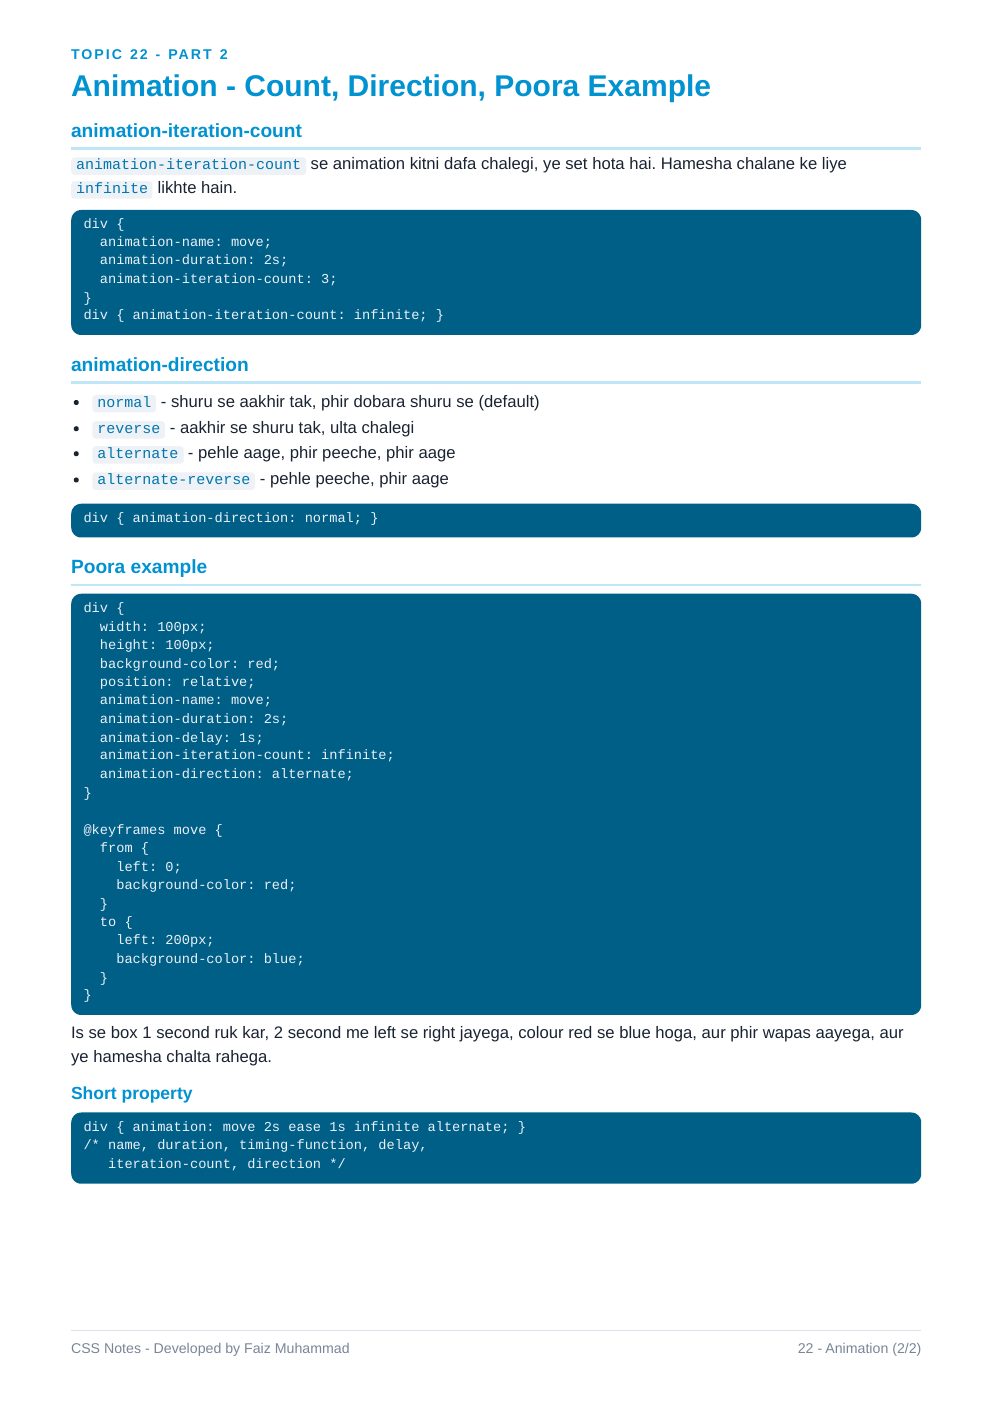 TOPIC 22 - PART 2
Animation - Count, Direction, Poora Example
animation-iteration-count
animation-iteration-count se animation kitni dafa chalegi, ye set hota hai. Hamesha chalane ke liye
infinite likhte hain.
div {
  animation-name: move;
  animation-duration: 2s;
  animation-iteration-count: 3;
}
div { animation-iteration-count: infinite; }
animation-direction
• normal - shuru se aakhir tak, phir dobara shuru se (default)
• reverse - aakhir se shuru tak, ulta chalegi
• alternate - pehle aage, phir peeche, phir aage
• alternate-reverse - pehle peeche, phir aage
div { animation-direction: normal; }
Poora example
div {
  width: 100px;
  height: 100px;
  background-color: red;
  position: relative;
  animation-name: move;
  animation-duration: 2s;
  animation-delay: 1s;
  animation-iteration-count: infinite;
  animation-direction: alternate;
}

@keyframes move {
  from {
    left: 0;
    background-color: red;
  }
  to {
    left: 200px;
    background-color: blue;
  }
}
Is se box 1 second ruk kar, 2 second me left se right jayega, colour red se blue hoga, aur phir wapas aayega, aur
ye hamesha chalta rahega.
Short property
div { animation: move 2s ease 1s infinite alternate; }
/* name, duration, timing-function, delay,
   iteration-count, direction */
CSS Notes - Developed by Faiz Muhammad
22 - Animation (2/2)